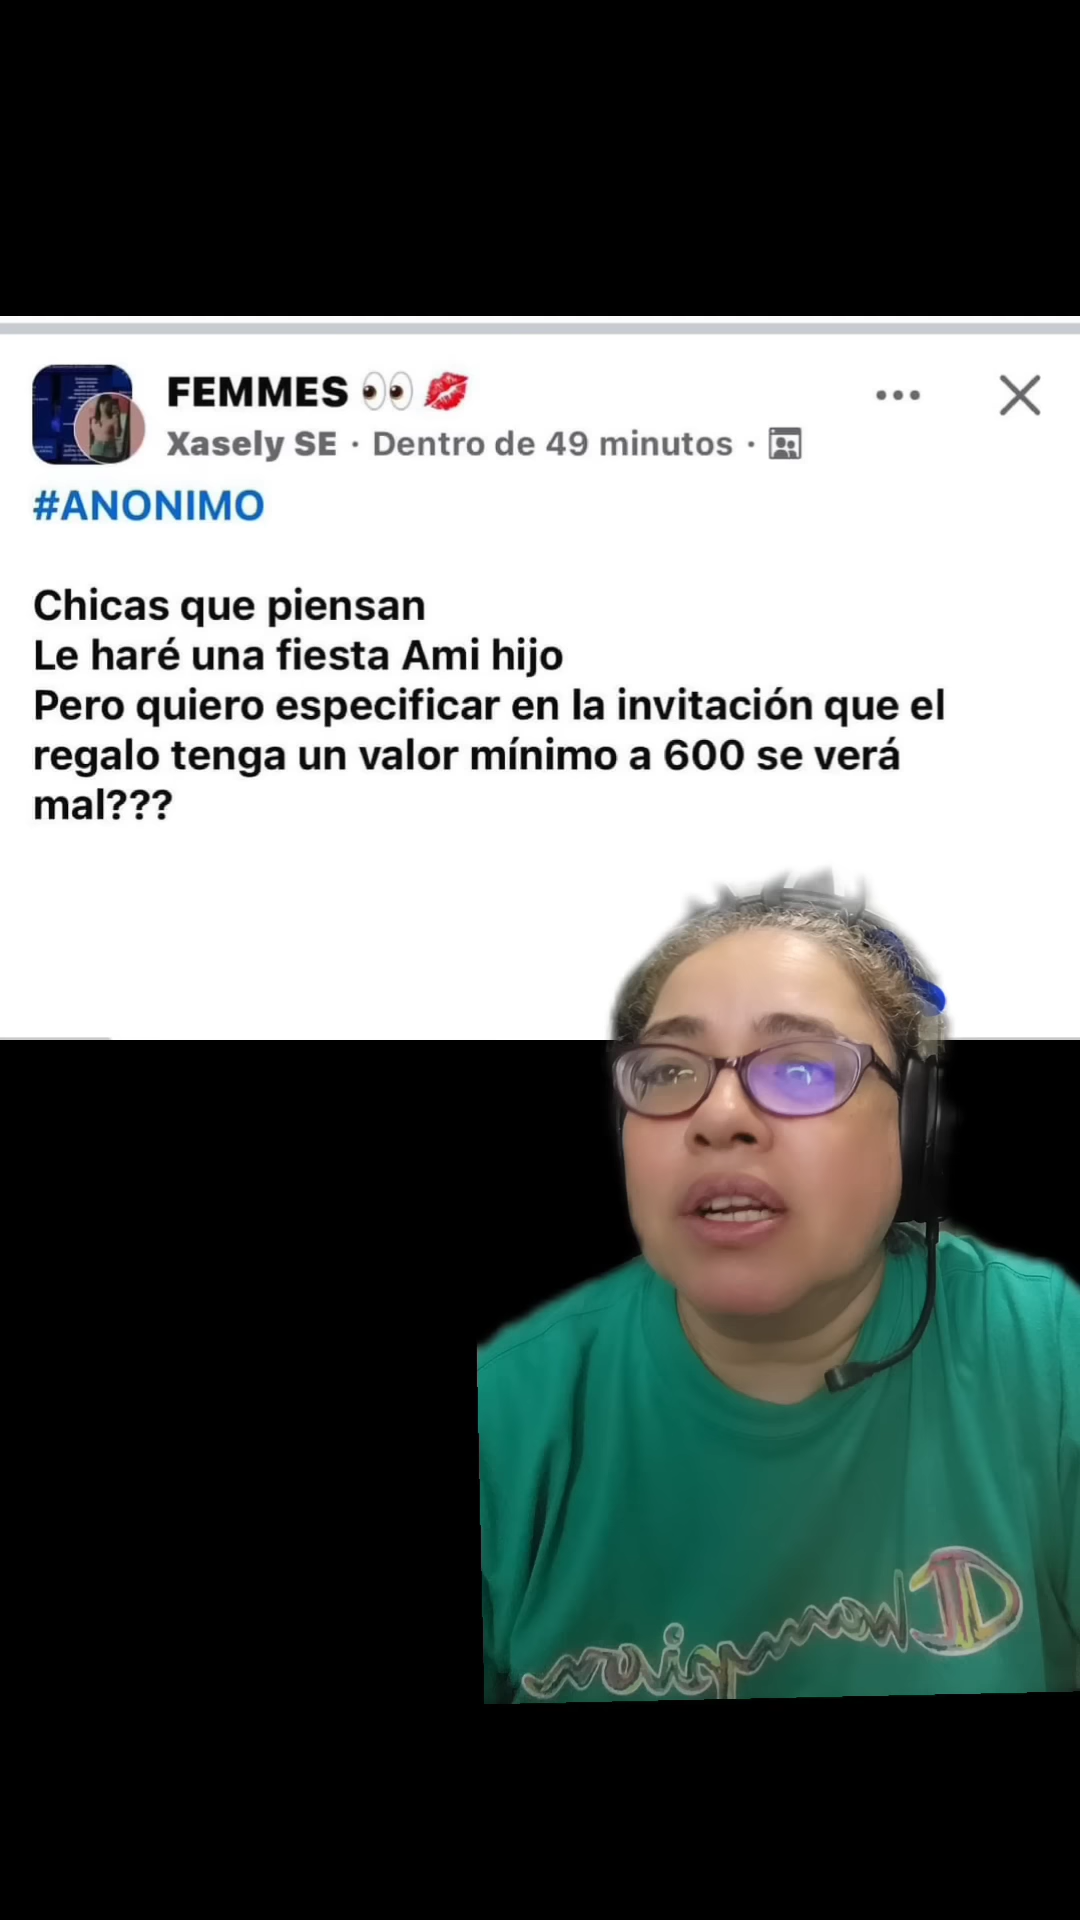 FEMMES 👀 💋
Xasely SE · Dentro de 49 minutos ·
#ANONIMO
Chicas que piensan
Le haré una fiesta Ami hijo
Pero quiero especificar en la invitación que el
regalo tenga un valor mínimo a 600 se verá
mal???
Champion